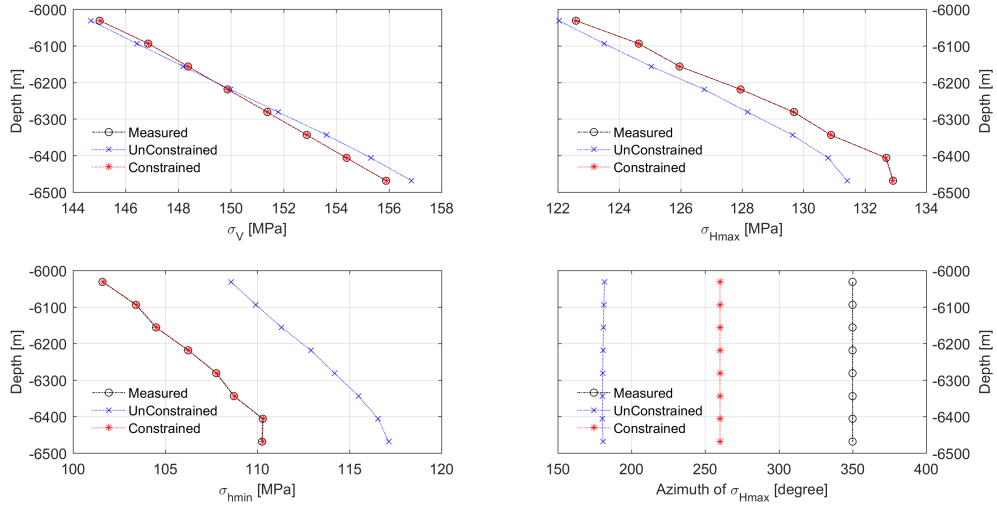 -6000
-6100
-6200
-6300
-6400
-6500
Depth [m]
Measured
UnConstrained
Constrained
144 146 148 150 152 154 156 158
σV [MPa]
-6000
-6100
-6200
-6300
-6400
-6500
Depth [m]
Measured
UnConstrained
Constrained
122 124 126 128 130 132 134
σHmax [MPa]
-6000
-6100
-6200
-6300
-6400
-6500
Depth [m]
Measured
UnConstrained
Constrained
100 105 110 115 120
σhmin [MPa]
-6000
-6100
-6200
-6300
-6400
-6500
Depth [m]
Measured
UnConstrained
Constrained
150 200 250 300 350 400
Azimuth of σHmax [degree]